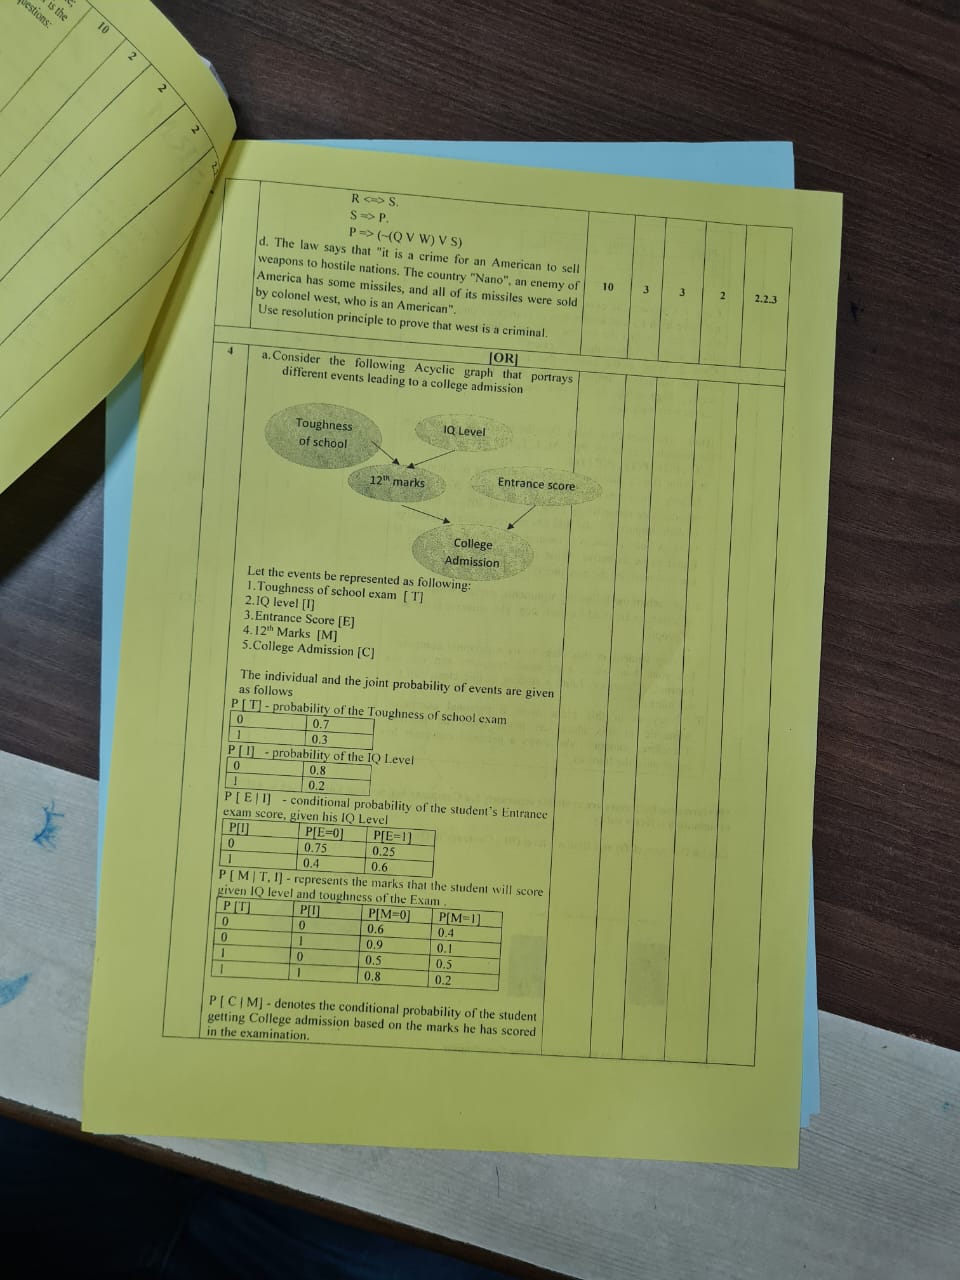 is the
questions:
10
2
2
2
R <=> S.
S => P.
P => (~(Q V W) V S)
d. The law says that "it is a crime for an American to sell
weapons to hostile nations. The country "Nano", an enemy of
America has some missiles, and all of its missiles were sold
by colonel west, who is an American".
Use resolution principle to prove that west is a criminal.
10 3 3 2 2.2.3
[OR]
4 a. Consider the following Acyclic graph that portrays
different events leading to a college admission
Toughness
of school
IQ Level
12th marks
Entrance score
College
Admission
Let the events be represented as following:
1.Toughness of school exam [ T]
2.IQ level [I]
3.Entrance Score [E]
4.12th Marks [M]
5.College Admission [C]
The individual and the joint probability of events are given
as follows
P [ T] - probability of the Toughness of school exam
0 0.7
1 0.3
P [ I] - probability of the IQ Level
0 0.8
1 0.2
P [ E | I] - conditional probability of the student's Entrance
exam score, given his IQ Level
P[I] P[E=0] P[E=1]
0 0.75 0.25
1 0.4 0.6
P [ M | T, I] - represents the marks that the student will score
given IQ level and toughness of the Exam .
P [T] P[I] P[M=0] P[M=1]
0 0 0.6 0.4
0 1 0.9 0.1
1 0 0.5 0.5
1 1 0.8 0.2
P [ C | M] - denotes the conditional probability of the student
getting College admission based on the marks he has scored
in the examination.